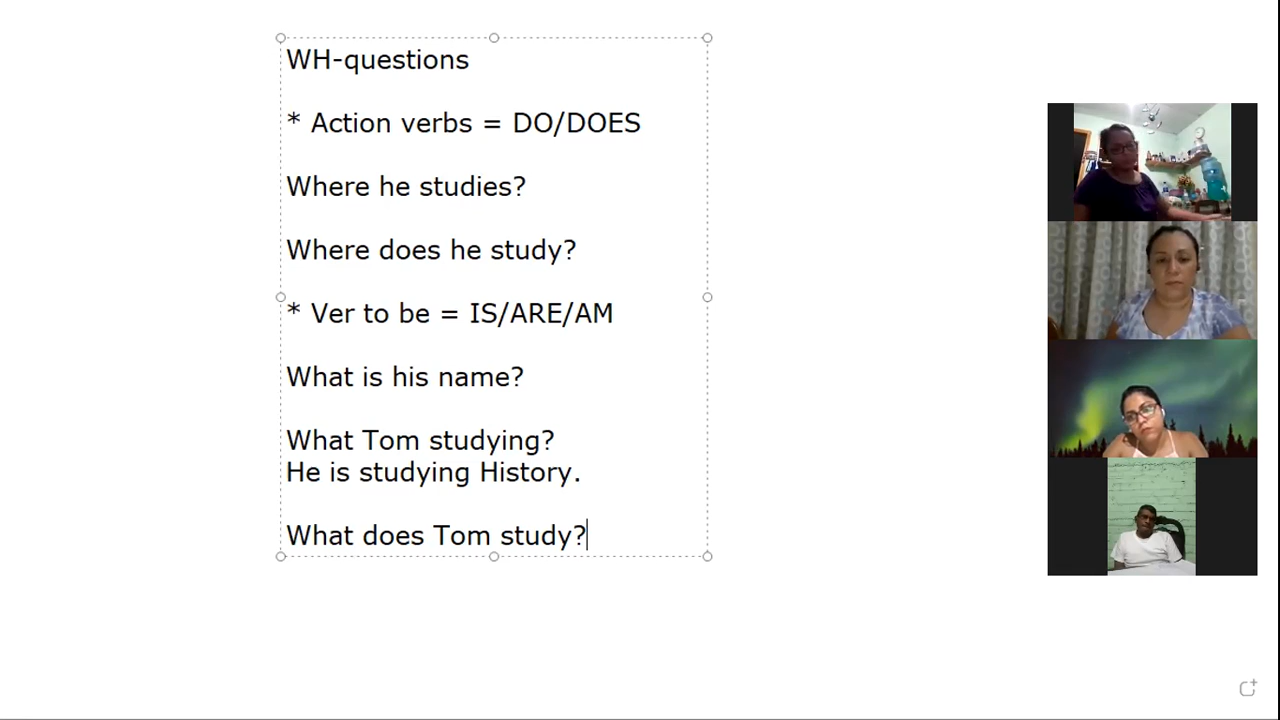 WH-questions
* Action verbs = DO/DOES
Where he studies?
Where does he study?
* Ver to be = IS/ARE/AM
What is his name?
What Tom studying?
He is studying History.
What does Tom study?